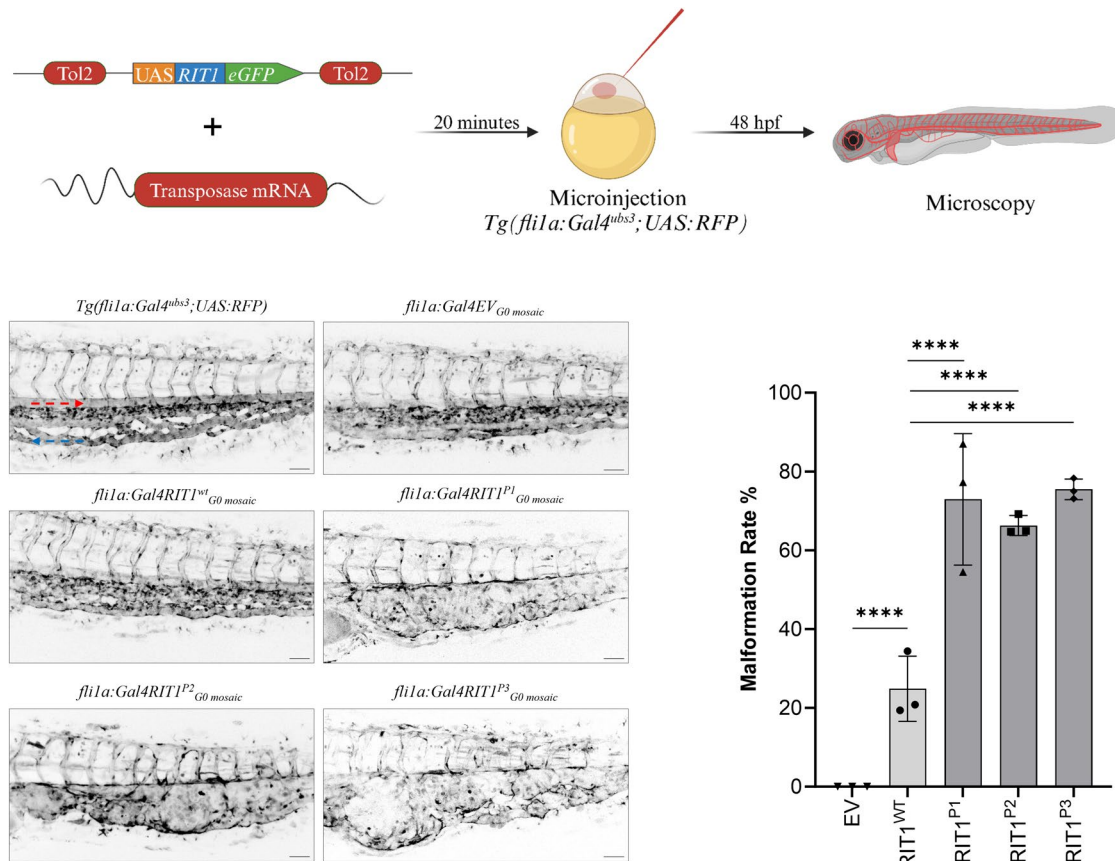 Tol2 UAS RIT1 eGFP Tol2
+
Transposase mRNA
20 minutes
48 hpf
Microinjection
Tg(fli1a:Gal4ubs3;UAS:RFP)
Microscopy
Tg(fli1a:Gal4ubs3;UAS:RFP)
fli1a:Gal4EVG0 mosaic
fli1a:Gal4RIT1wtG0 mosaic
fli1a:Gal4RIT1P1G0 mosaic
fli1a:Gal4RIT1P2G0 mosaic
fli1a:Gal4RIT1P3G0 mosaic
Malformation Rate %
100
80
60
40
20
0
****
****
****
****
EV
RIT1WT
RIT1P1
RIT1P2
RIT1P3